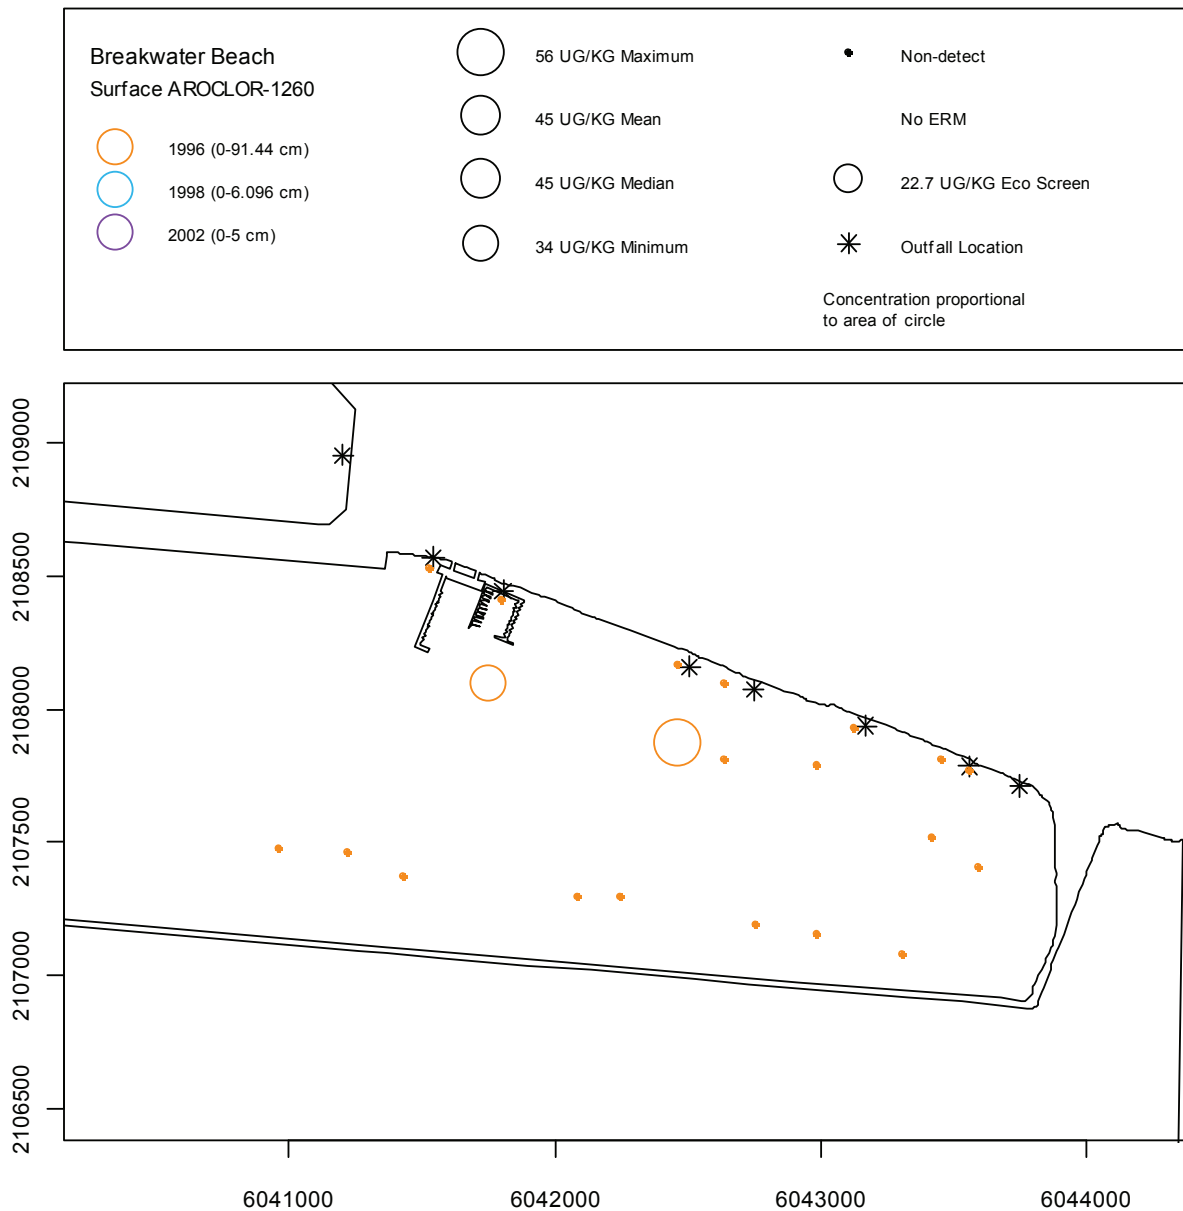 Breakwater Beach
Surface AROCLOR-1260
1996 (0-91.44 cm)
1998 (0-6.096 cm)
2002 (0-5 cm)
56 UG/KG Maximum
45 UG/KG Mean
45 UG/KG Median
34 UG/KG Minimum
Non-detect
No ERM
22.7 UG/KG Eco Screen
Outfall Location
Concentration proportional
to area of circle
2109000
2108500
2108000
2107500
2107000
2106500
6041000
6042000
6043000
6044000